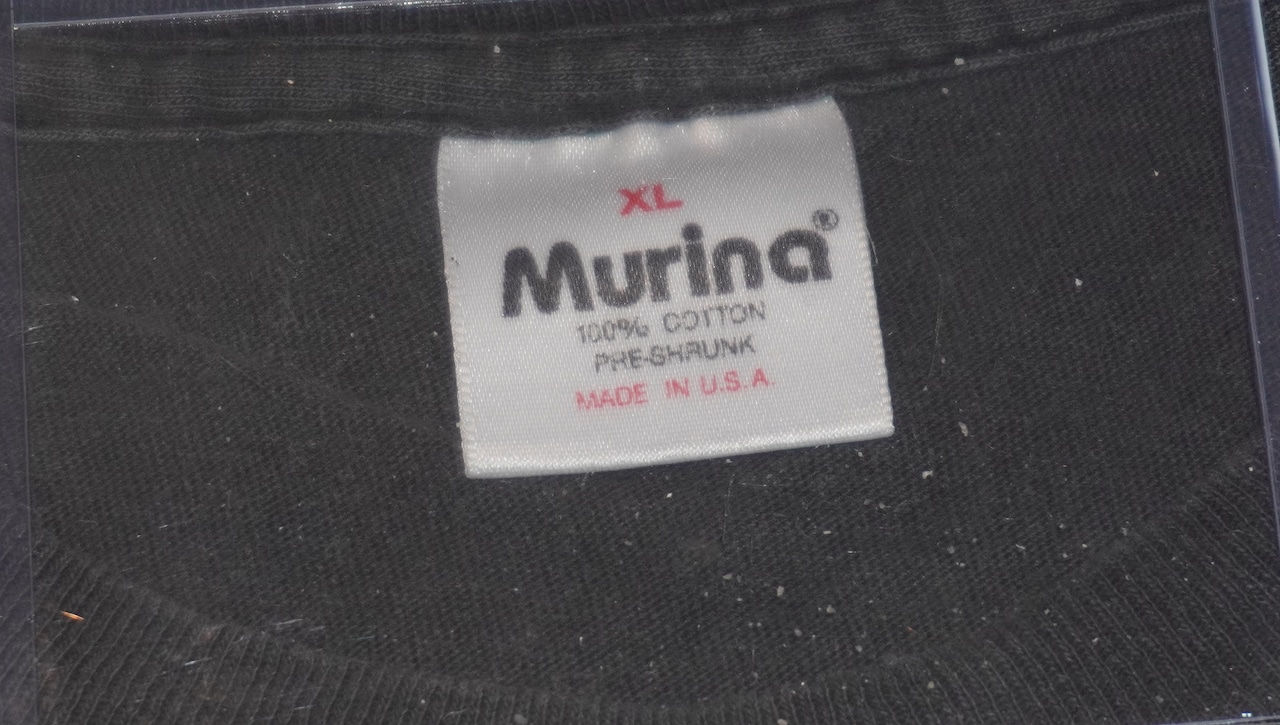 XL
Murina®
100% COTTON
PRE-SHRUNK
MADE IN U.S.A.